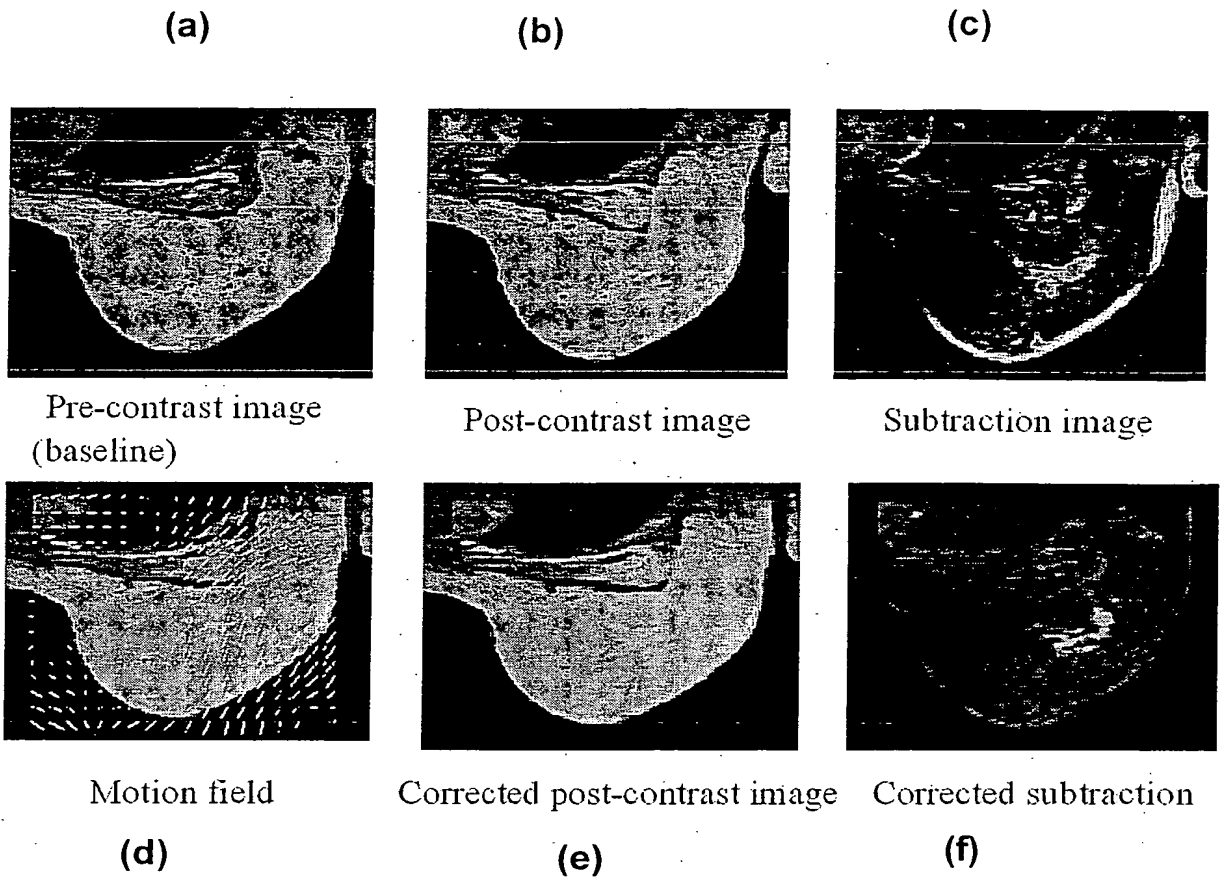 (a) (b) (c)
Pre-contrast image
(baseline)
Post-contrast image
Subtraction image
Motion field
Corrected post-contrast image
Corrected subtraction
(d) (e) (f)